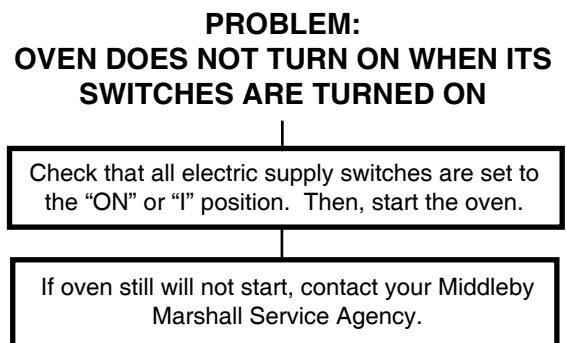 PROBLEM:
OVEN DOES NOT TURN ON WHEN ITS
SWITCHES ARE TURNED ON
Check that all electric supply switches are set to
the “ON” or “I” position.  Then, start the oven.
If oven still will not start, contact your Middleby
Marshall Service Agency.